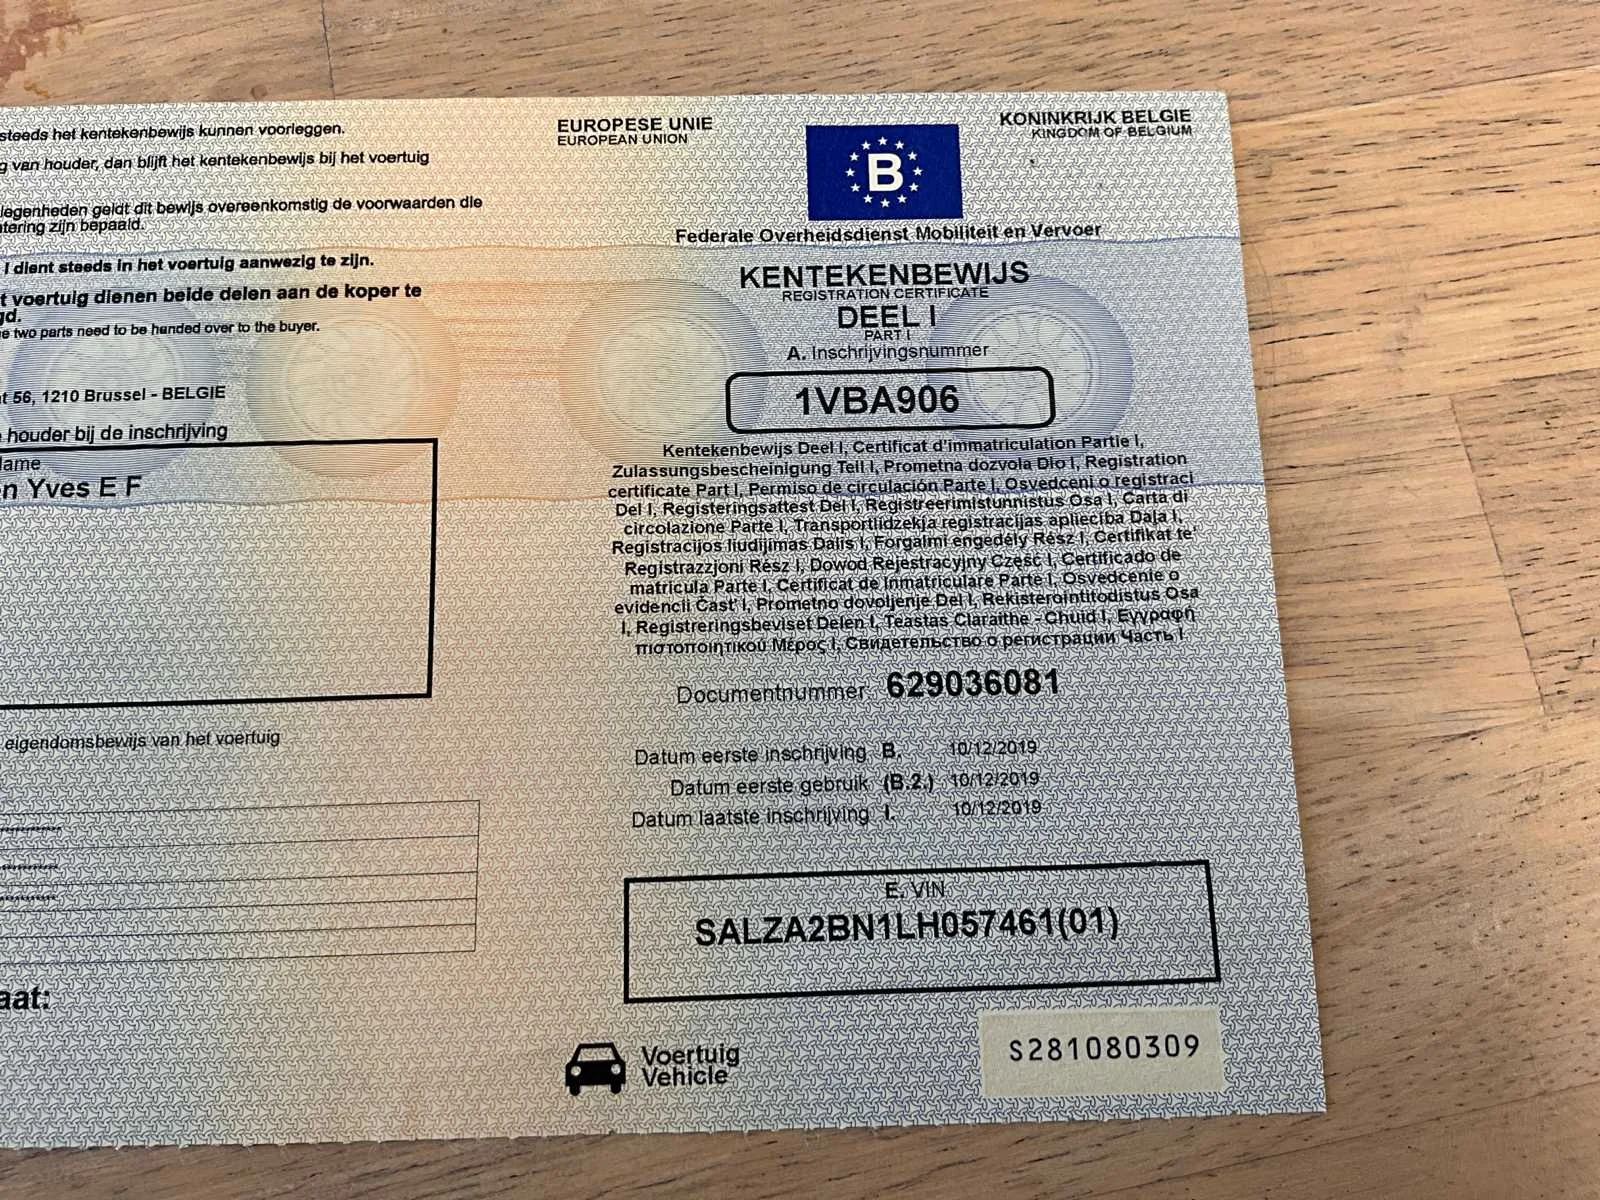 steeds het kentekenbewijs kunnen voorleggen.
van houder, dan blijft het kentekenbewijs bij het voertuig
geldt dit bewijs overeenkomstig de voorwaarden die
zijn bepaald.
I dient steeds in het voertuig aanwezig te zijn.
voertuig dienen beide delen aan de koper te
two parts need to be handed over to the buyer.
56, 1210 Brussel - BELGIE
houder bij de inschrijving
Yves E F
eigendomsbewijs van het voertuig
EUROPESE UNIE
EUROPEAN UNION
B
KONINKRIJK BELGIE
KINGDOM OF BELGIUM
Federale Overheidsdienst Mobiliteit en Vervoer
KENTEKENBEWIJS
REGISTRATION CERTIFICATE
DEEL I
PART I
A. Inschrijvingsnummer
1VBA906
Kentekenbewijs Deel I, Certificat d'immatriculation Partie I,
Zulassungsbescheinigung Teil I, Prometna dozvola Dio I, Registration
certificate Part I, Permiso de circulación Parte I, Osvedceni o registraci
Del I, Registeringsattest Del I, Registreerimistunnistus Osa I, Carta di
circolazione Parte I, Transportlidzekja registracijas aplieciba Daļa I,
Registracijos liudijimas Dalis I, Forgalmi engedély Rész I, Certifikat te'
Registrazzjoni Rész I, Dowod Rejestracyjny Część I, Certificado de
matricula Parte I, Certificat de Inmatriculare Parte I, Osvedcenie o
evidencii Čast' I, Prometno dovoljenje Del I, Rekisterointitodistus Osa
I, Registreringsbeviset Delen I, Teastas Claraithe - Chuid I, Εγγραφή
πιστοποιητικού Μέρος I, Свидетельство о регистрации Часть I
Documentnummer 629036081
Datum eerste inschrijving B. 10/12/2019
Datum eerste gebruik (B.2.) 10/12/2019
Datum laatste inschrijving I. 10/12/2019
E. VIN
SALZA2BN1LH057461(01)
Voertuig
Vehicle
S281080309